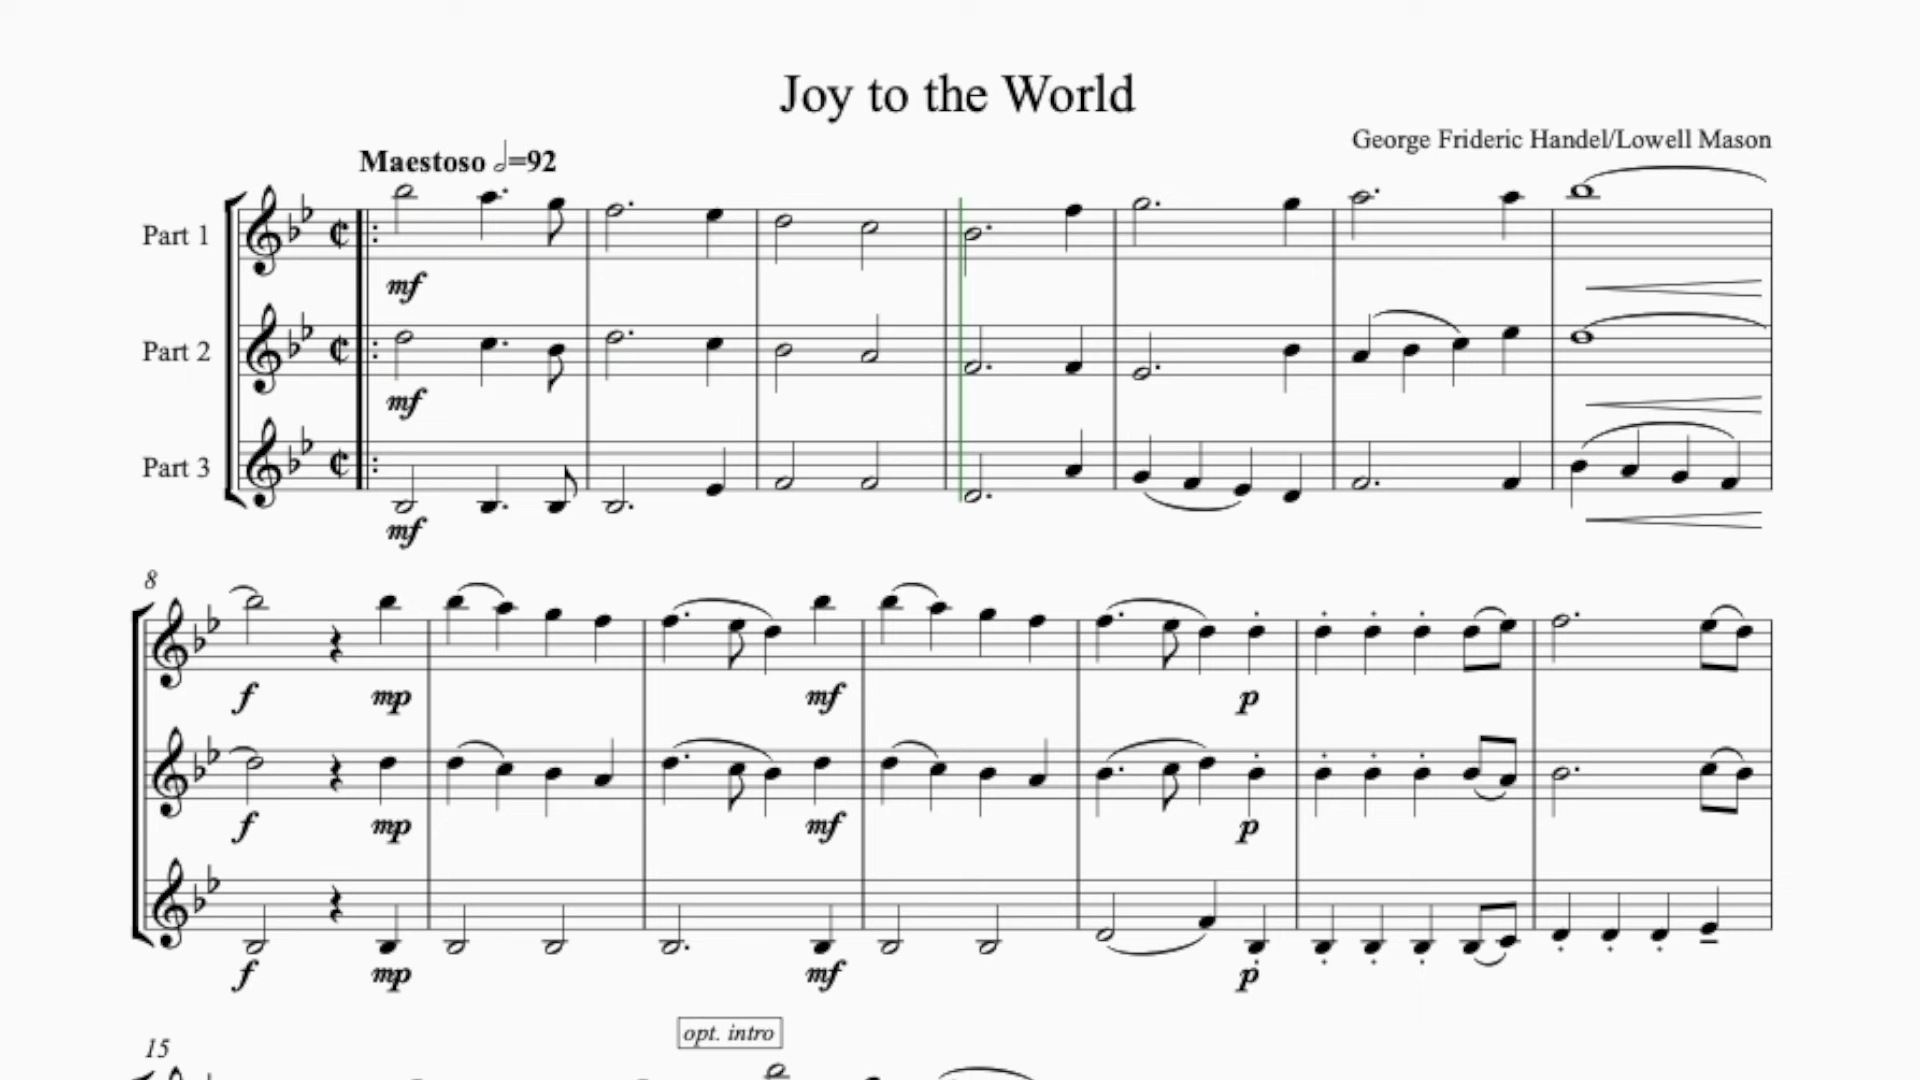 Joy to the World
George Frideric Handel/Lowell Mason
Maestoso 𝅗𝅥=92
Part 1
mf
Part 2
mf
Part 3
mf
8
f mp mf p
f mp mf p
f mp mf p
opt. intro
15